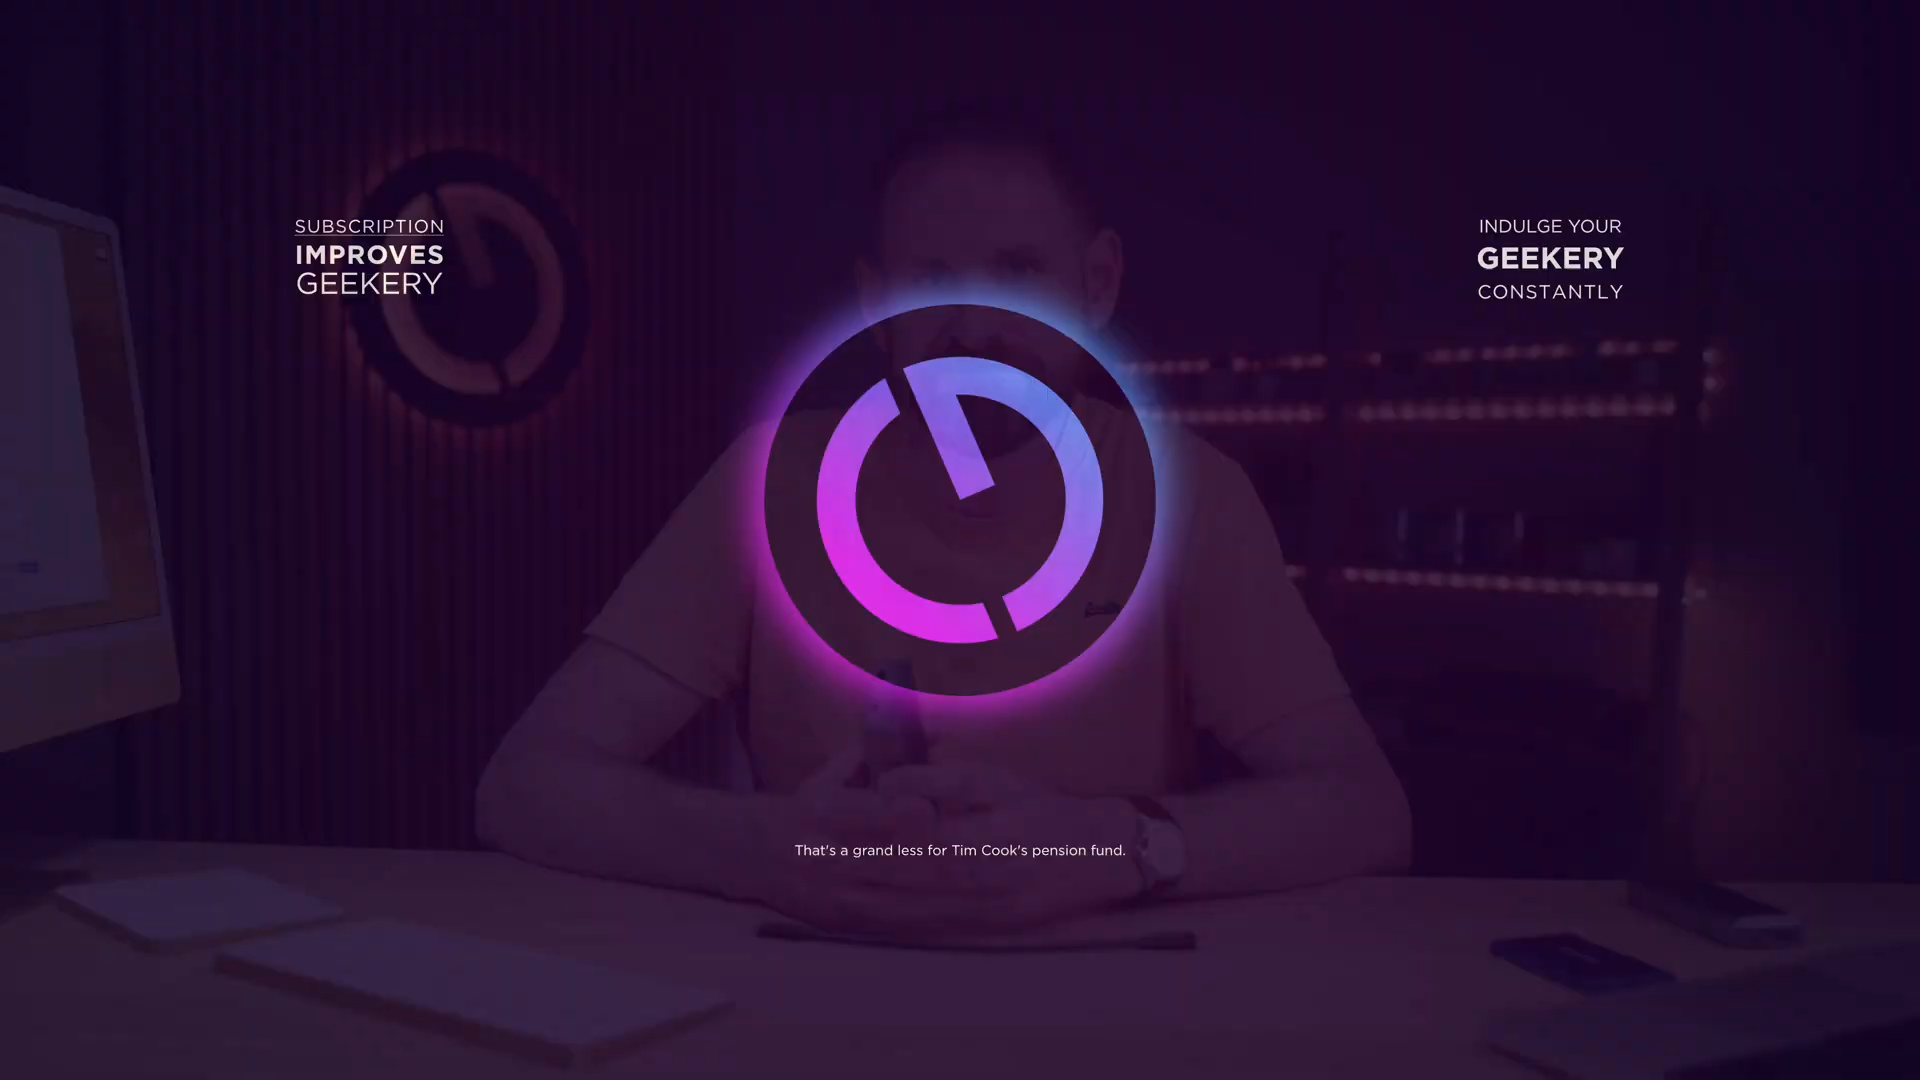 SUBSCRIPTION
IMPROVES
GEEKERY
INDULGE YOUR
GEEKERY
CONSTANTLY
That's a grand less for Tim Cook's pension fund.